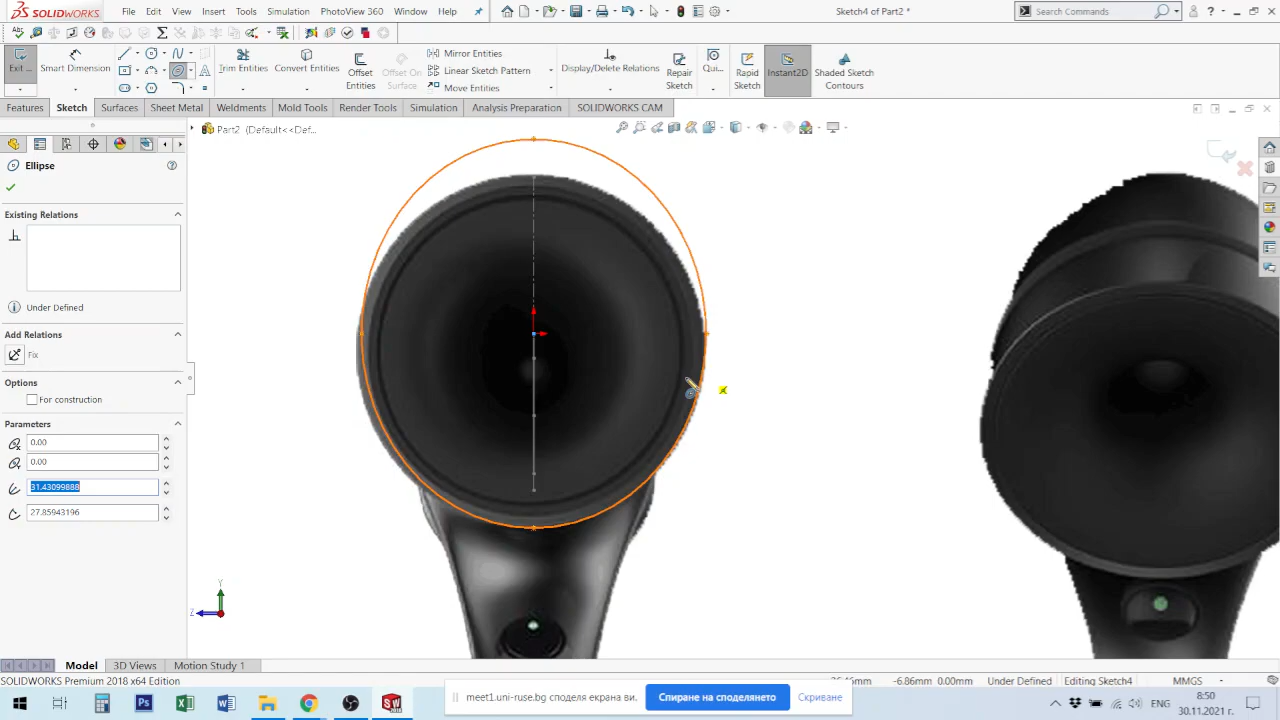 SOLIDWORKS
File Edit View Insert Tools Simulation PhotoView 360 Window Help
Sketch4 of Part2 *
Search Commands
Exit ...
Smart Dimension
Trim Entities
Convert Entities
Offset Entities
Offset On Surface
Mirror Entities
Linear Sketch Pattern
Move Entities
Display/Delete Relations
Repair Sketch
Qui...
Rapid Sketch
Instant2D
Shaded Sketch Contours
Features Sketch Surfaces Sheet Metal Weldments Mold Tools Render Tools Simulation Analysis Preparation SOLIDWORKS CAM
Part2 (Default<<Def...
Ellipse
Existing Relations
Under Defined
Add Relations
Fix
Options
For construction
Parameters
0.00
0.00
31.43099888
27.85943196
Y
Z
Model 3D Views Motion Study 1
SOLIDWORKS Premium 2018 x64 Edition
-6.86mm 0.00mm Under Defined Editing Sketch4 MMGS
meet1.uni-ruse.bg споделя екрана ви.
Спиране на споделянето
Скриване
ENG
8:50
30.11.2021 г.